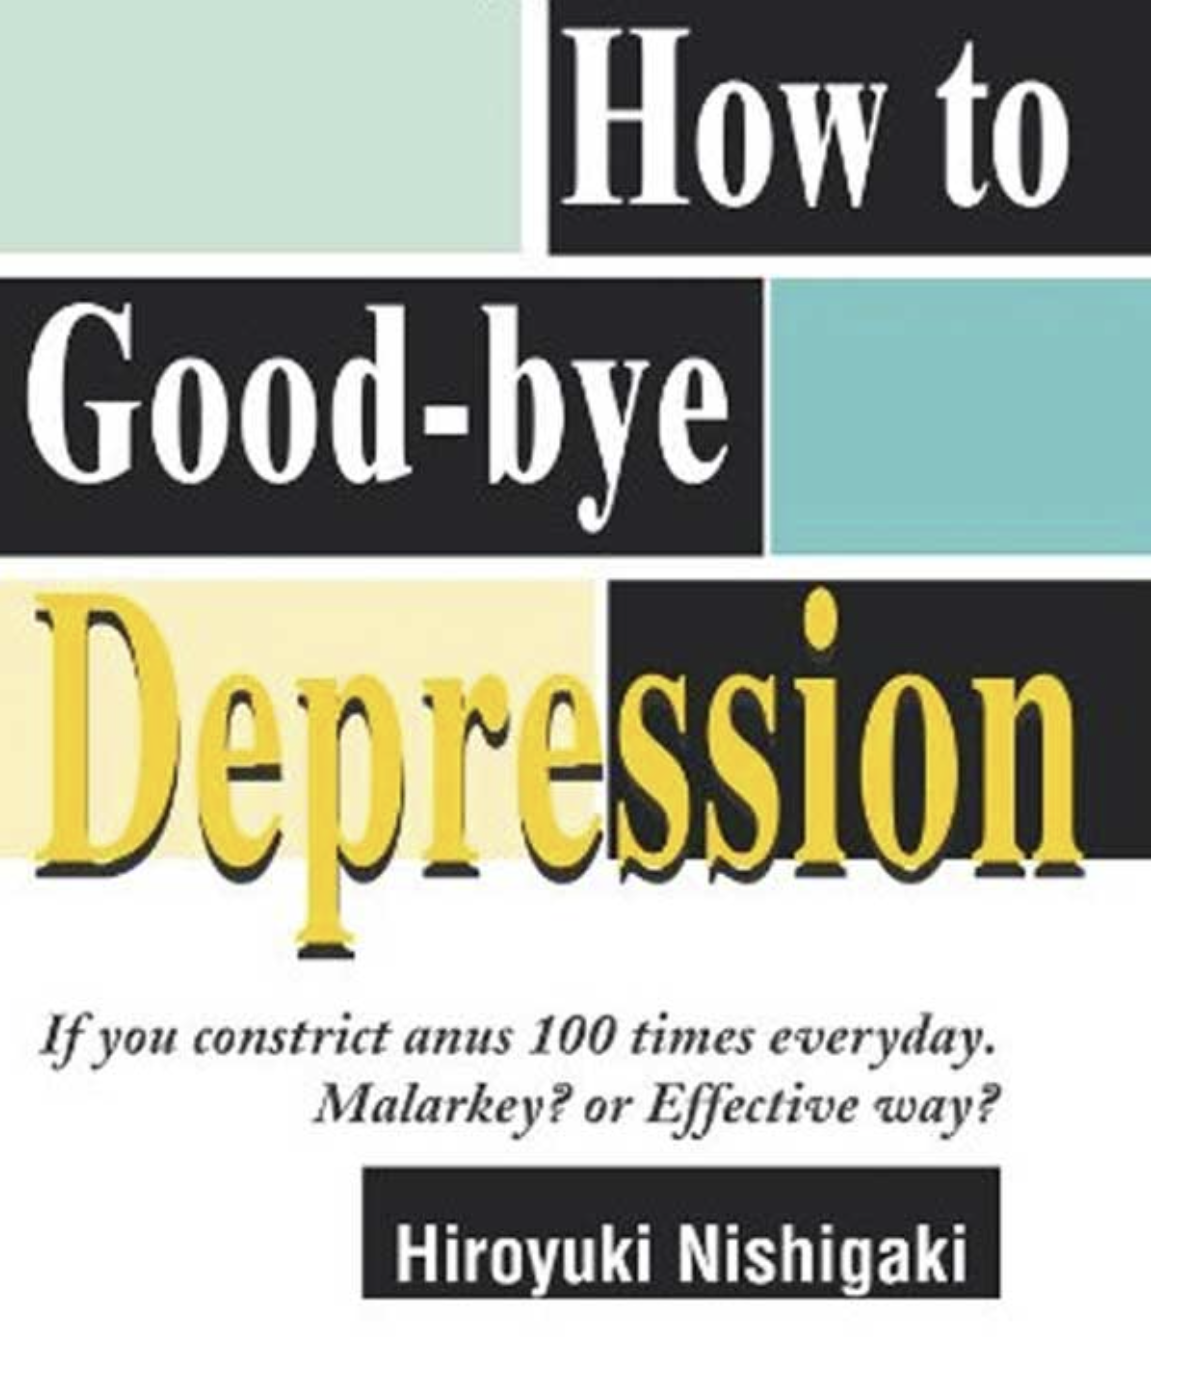 How to
Good-bye
Depression
If you constrict anus 100 times everyday.
Malarkey? or Effective way?
Hiroyuki Nishigaki